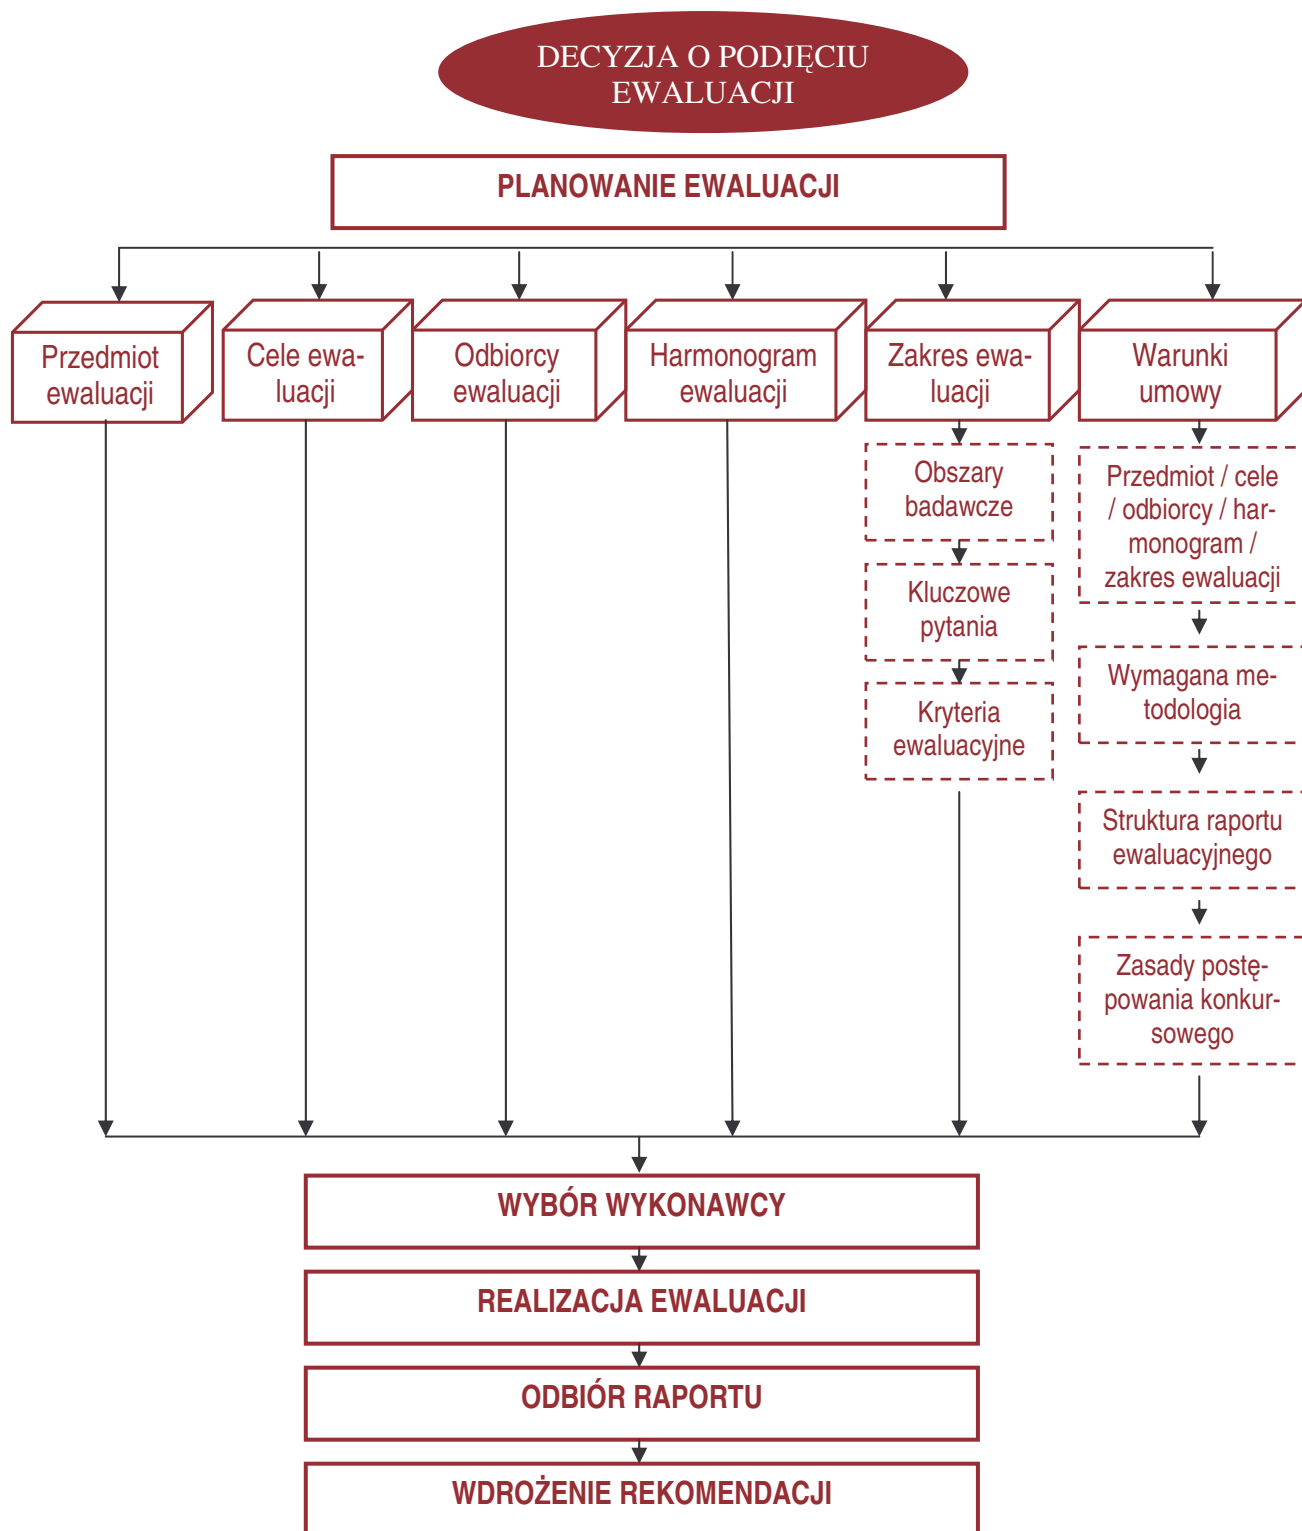 DECYZJA O PODJĘCIU
EWALUACJI
PLANOWANIE EWALUACJI
Przedmiot
ewaluacji
Cele ewa-
luacji
Odbiorcy
ewaluacji
Harmonogram
ewaluacji
Zakres ewa-
luacji
Warunki
umowy
Obszary
badawcze
Kluczowe
pytania
Kryteria
ewaluacyjne
Przedmiot / cele
/ odbiorcy / har-
monogram /
zakres ewaluacji
Wymagana me-
todologia
Struktura raportu
ewaluacyjnego
Zasady postę-
powania konkur-
sowego
WYBÓR WYKONAWCY
REALIZACJA EWALUACJI
ODBIÓR RAPORTU
WDROŻENIE REKOMENDACJI